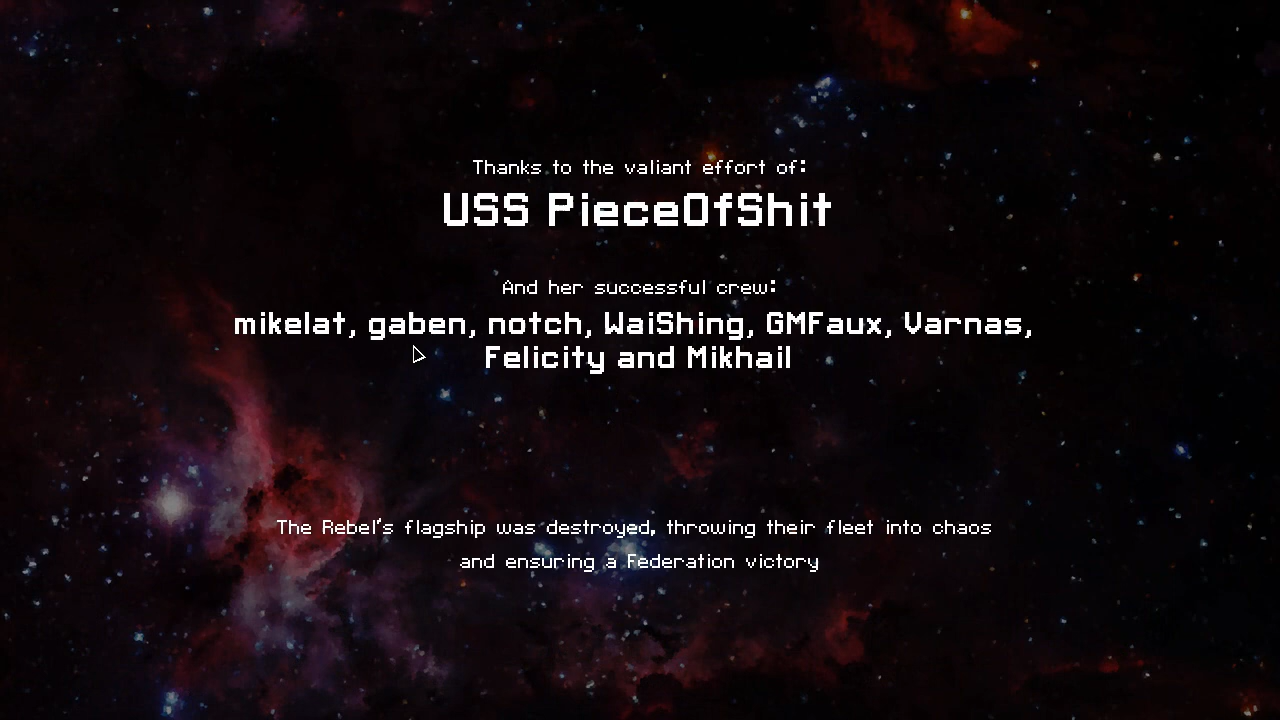 Thanks to the valiant effort of:
USS PieceOfShit
And her successful crew:
mikelat, gaben, notch, WaiShing, GMFaux, Varnas,
Felicity and Mikhail
The Rebel's flagship was destroyed, throwing their fleet into chaos
and ensuring a Federation victory